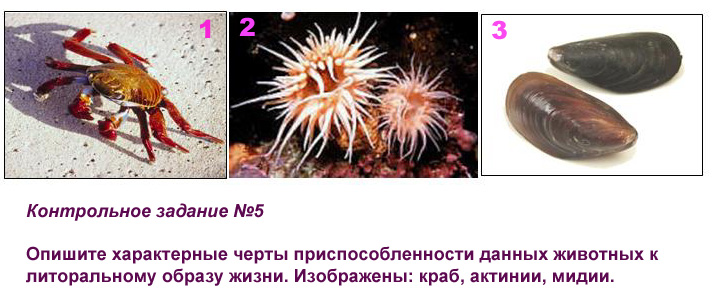 1 2 3
Контрольное задание №5
Опишите характерные черты приспособленности данных животных к
литоральному образу жизни. Изображены: краб, актинии, мидии.